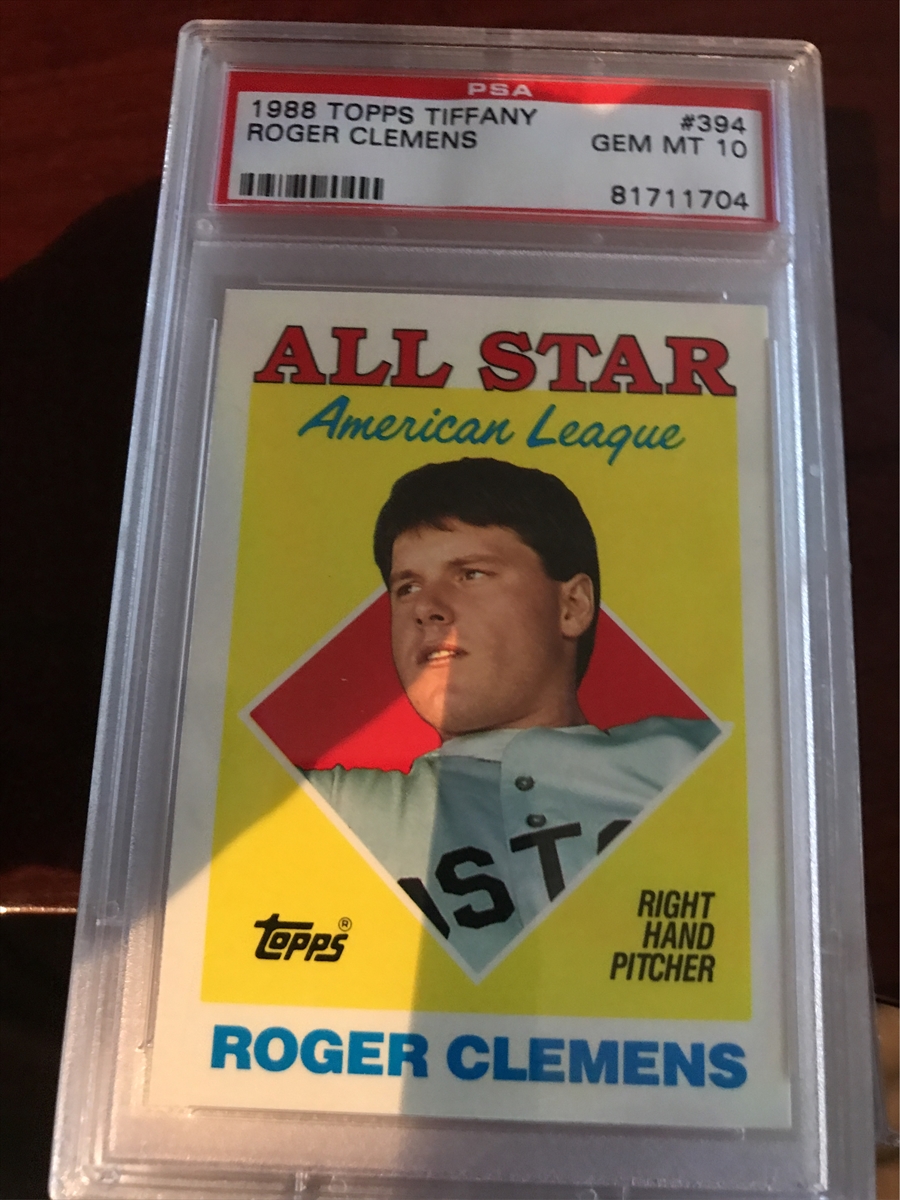 PSA
1988 TOPPS TIFFANY #394
ROGER CLEMENS GEM MT 10
81711704
ALL STAR
American League
OSTO
topps®
RIGHT
HAND
PITCHER
ROGER CLEMENS